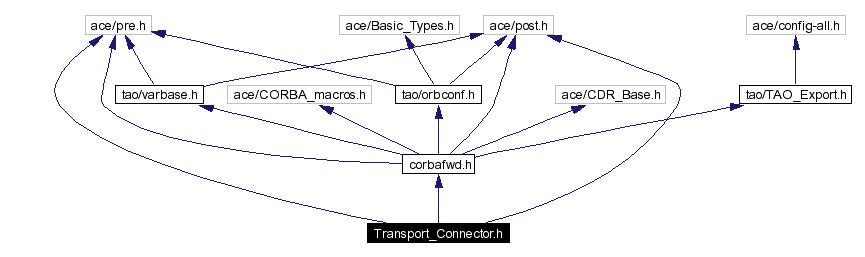 ace/pre.h
ace/Basic_Types.h
ace/post.h
ace/config-all.h
tao/varbase.h
ace/CORBA_macros.h
tao/orbconf.h
ace/CDR_Base.h
tao/TAO_Export.h
corbafwd.h
Transport_Connector.h